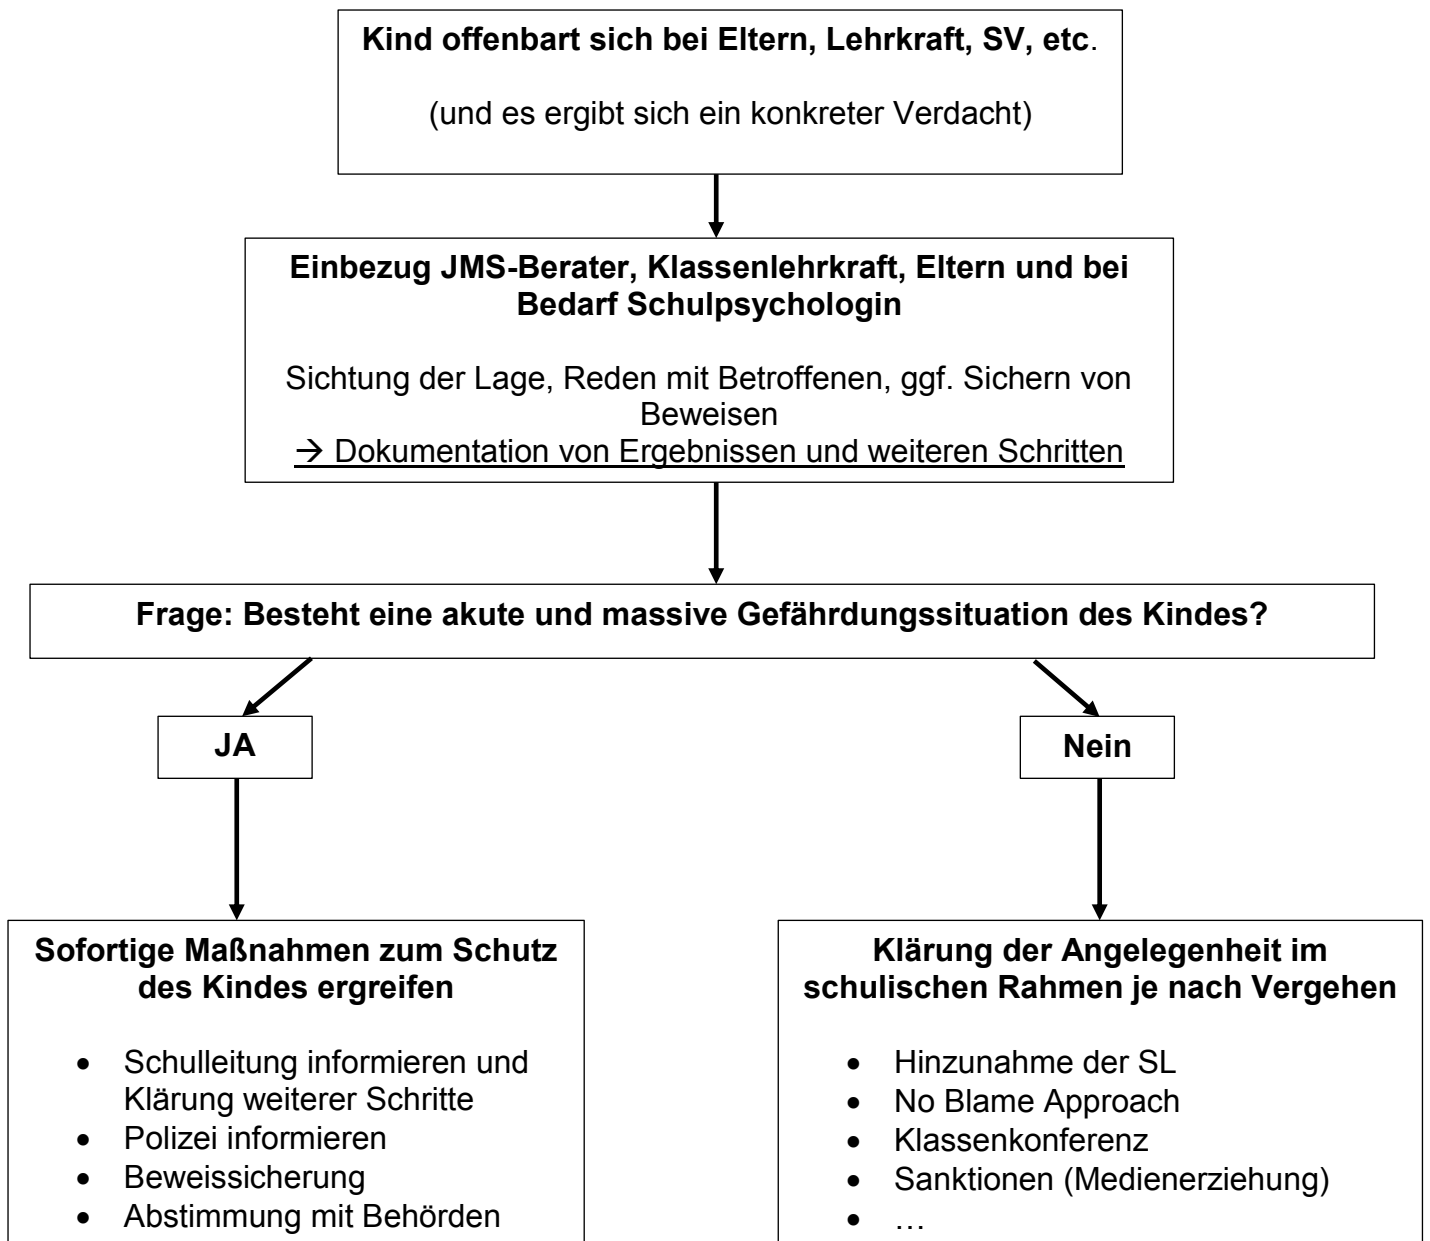 Kind offenbart sich bei Eltern, Lehrkraft, SV, etc.
(und es ergibt sich ein konkreter Verdacht)
Einbezug JMS-Berater, Klassenlehrkraft, Eltern und bei
Bedarf Schulpsychologin
Sichtung der Lage, Reden mit Betroffenen, ggf. Sichern von
Beweisen
→ Dokumentation von Ergebnissen und weiteren Schritten
Frage: Besteht eine akute und massive Gefährdungssituation des Kindes?
JA
Nein
Sofortige Maßnahmen zum Schutz
des Kindes ergreifen
• Schulleitung informieren und
Klärung weiterer Schritte
• Polizei informieren
• Beweissicherung
• Abstimmung mit Behörden
Klärung der Angelegenheit im
schulischen Rahmen je nach Vergehen
• Hinzunahme der SL
• No Blame Approach
• Klassenkonferenz
• Sanktionen (Medienerziehung)
• …